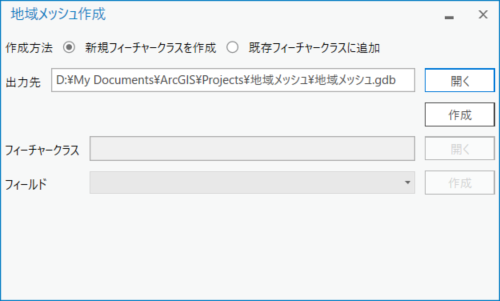 地域メッシュ作成
作成方法 新規フィーチャークラスを作成 既存フィーチャークラスに追加
出力先 D:¥My Documents¥ArcGIS¥Projects¥地域メッシュ¥地域メッシュ.gdb 開く
作成
フィーチャークラス 開く
フィールド 作成